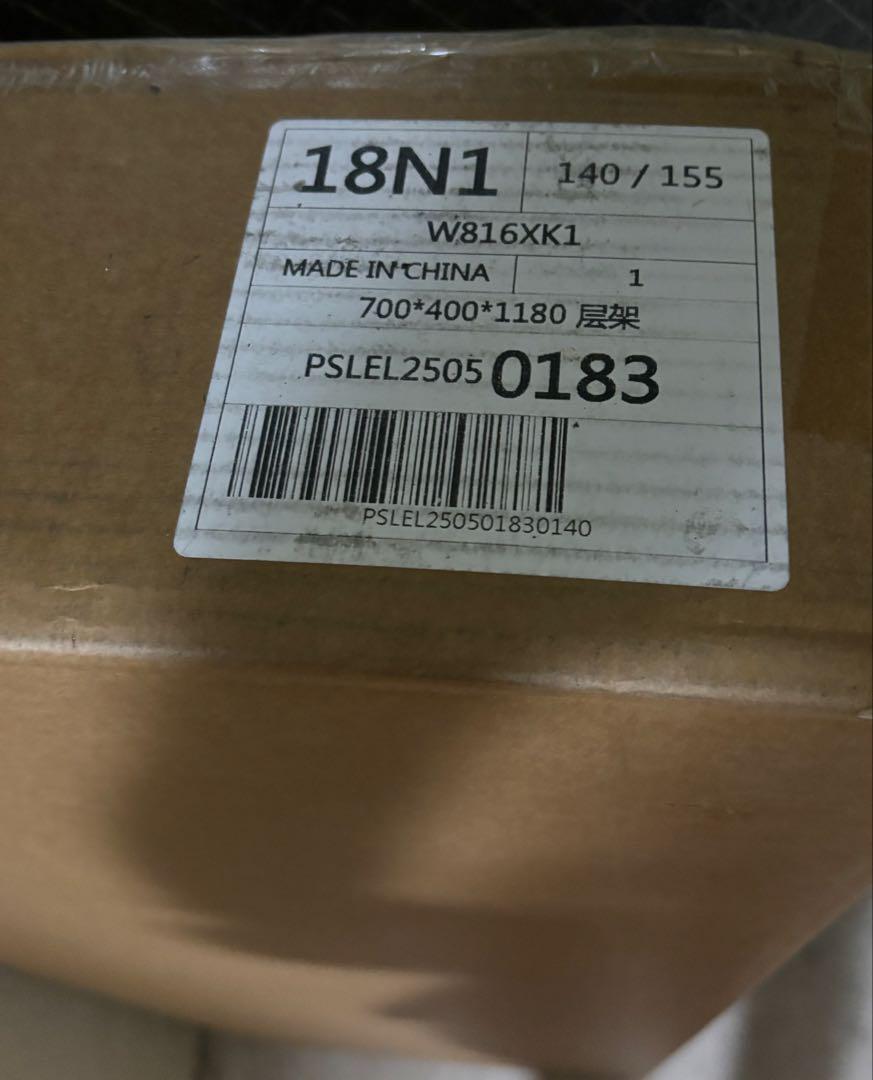 18N1 140 / 155
W816XK1
MADE IN CHINA 1
700*400*1180 层架
PSLEL2505 0183
PSLEL250501830140